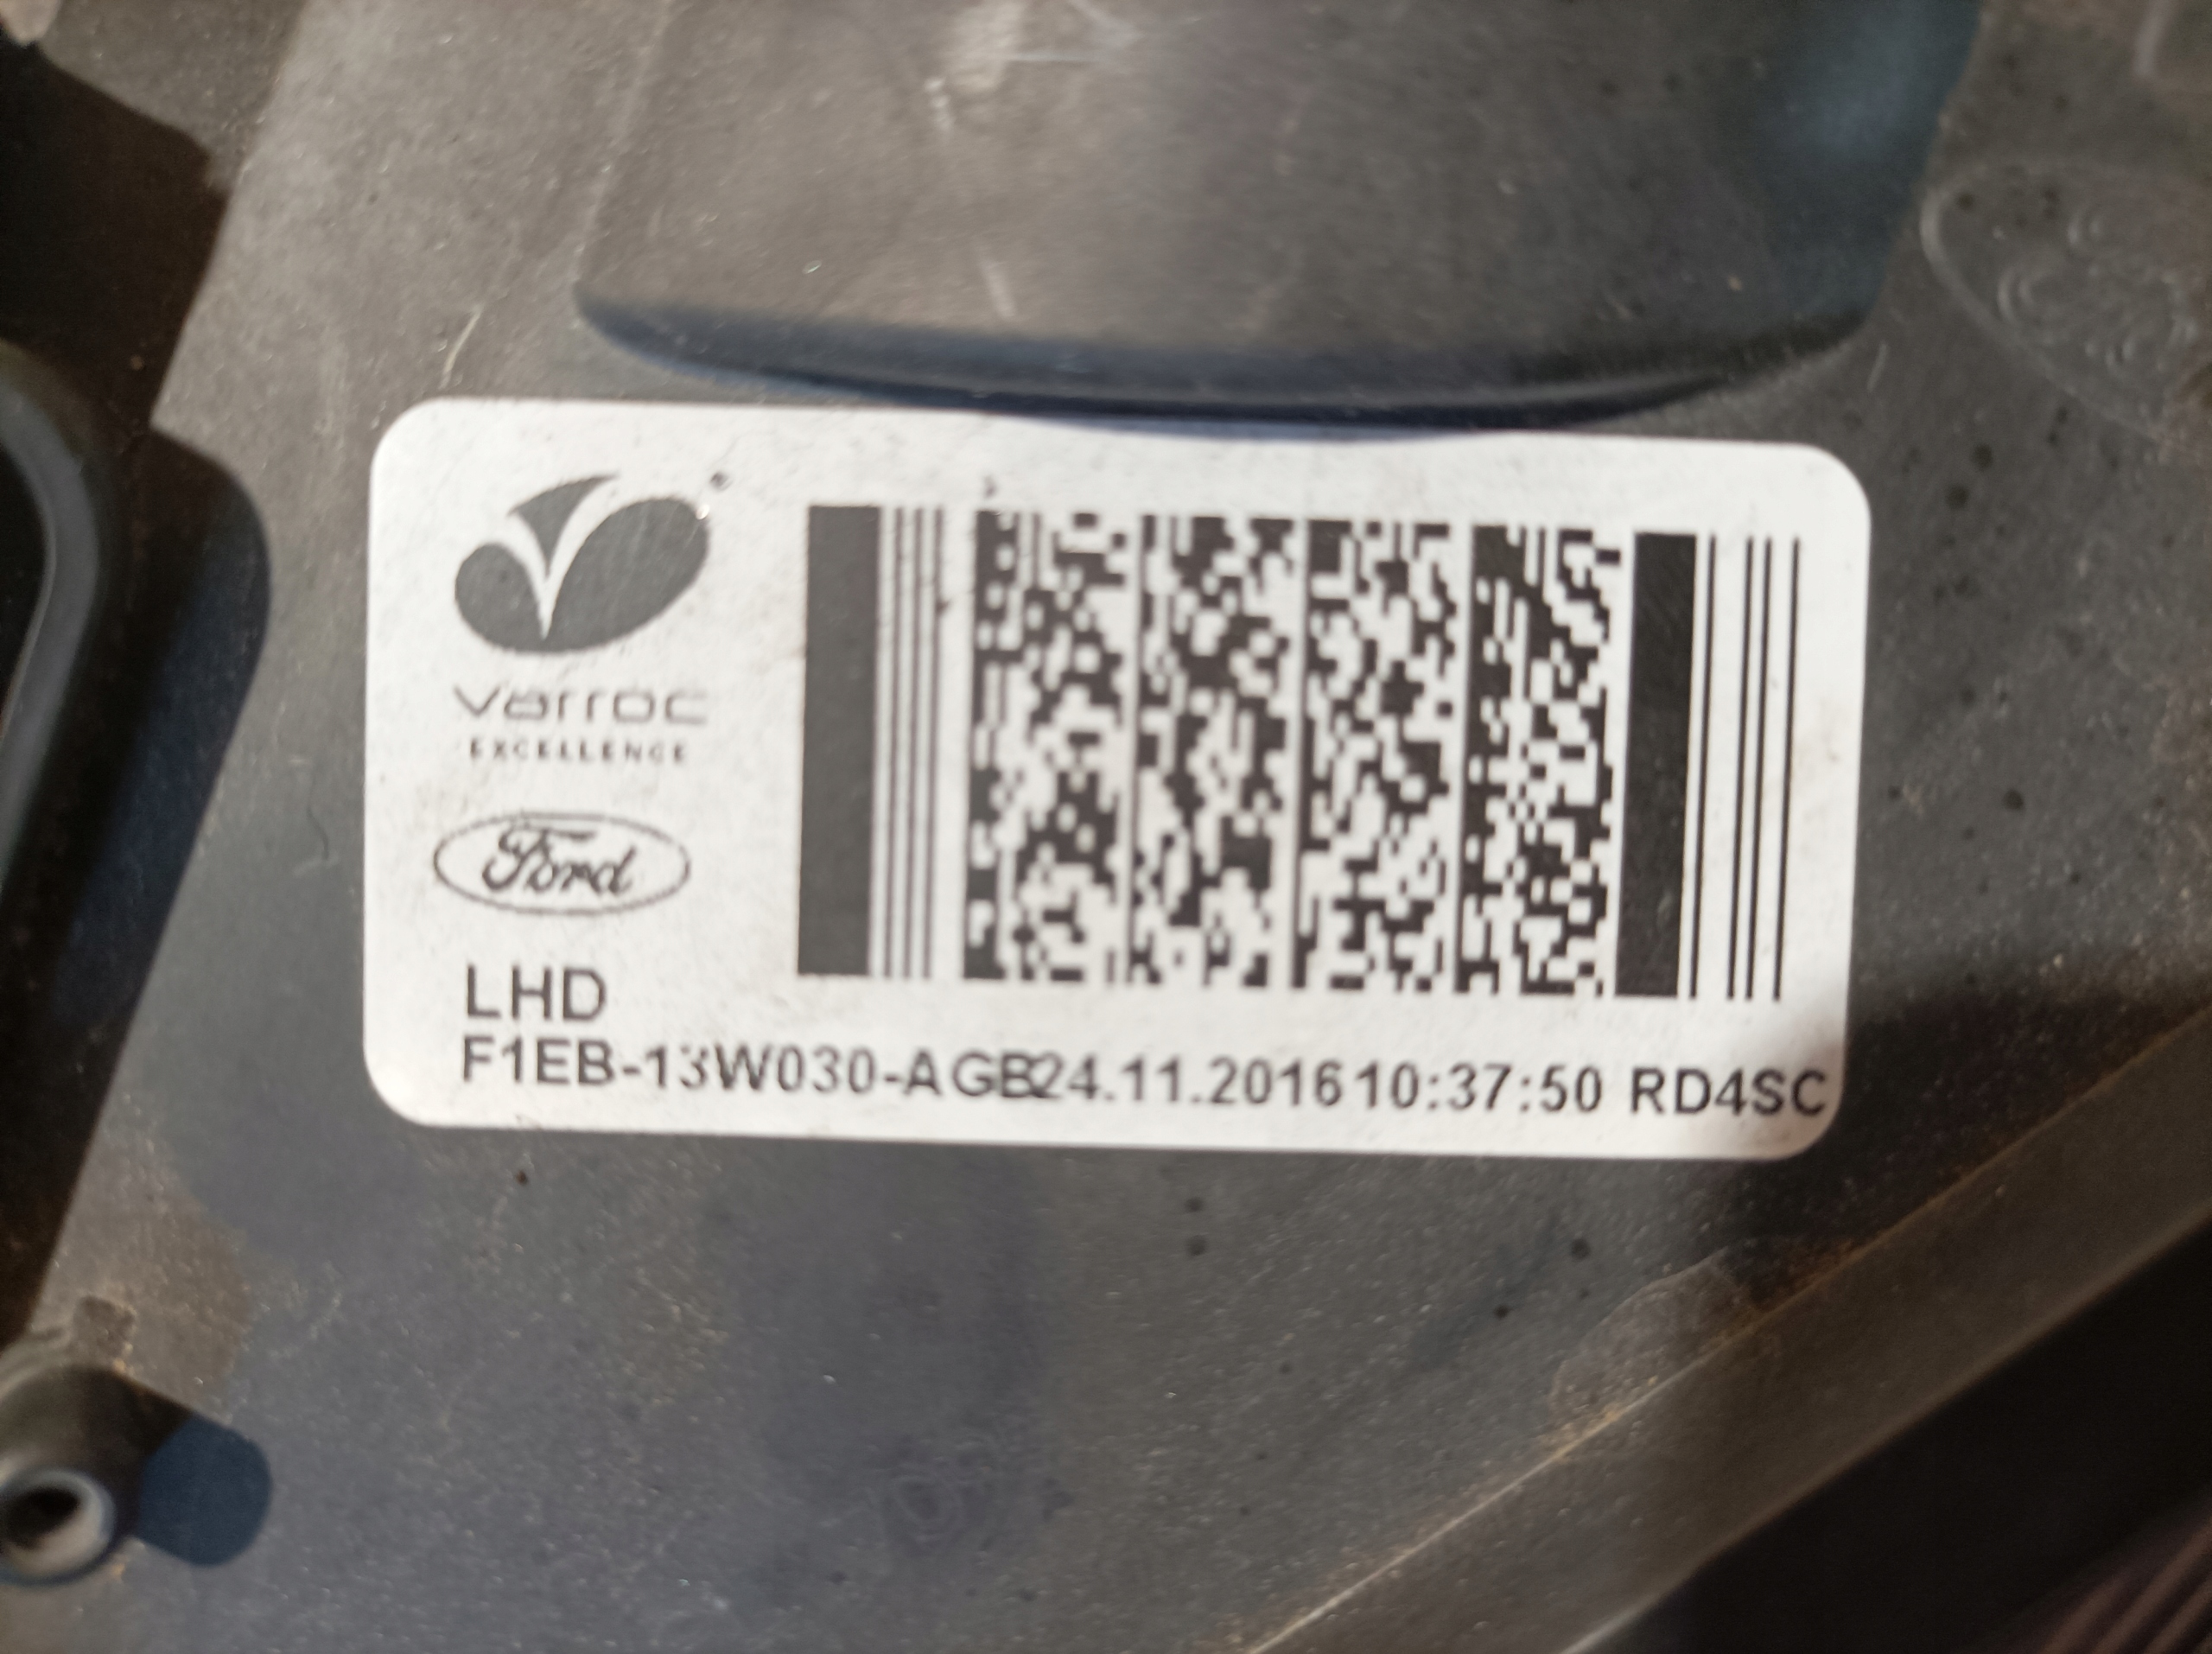 varroc
EXCELLENCE
Ford
LHD
F1EB-13W030-AGB24.11.2016 10:37:50 RD4SC